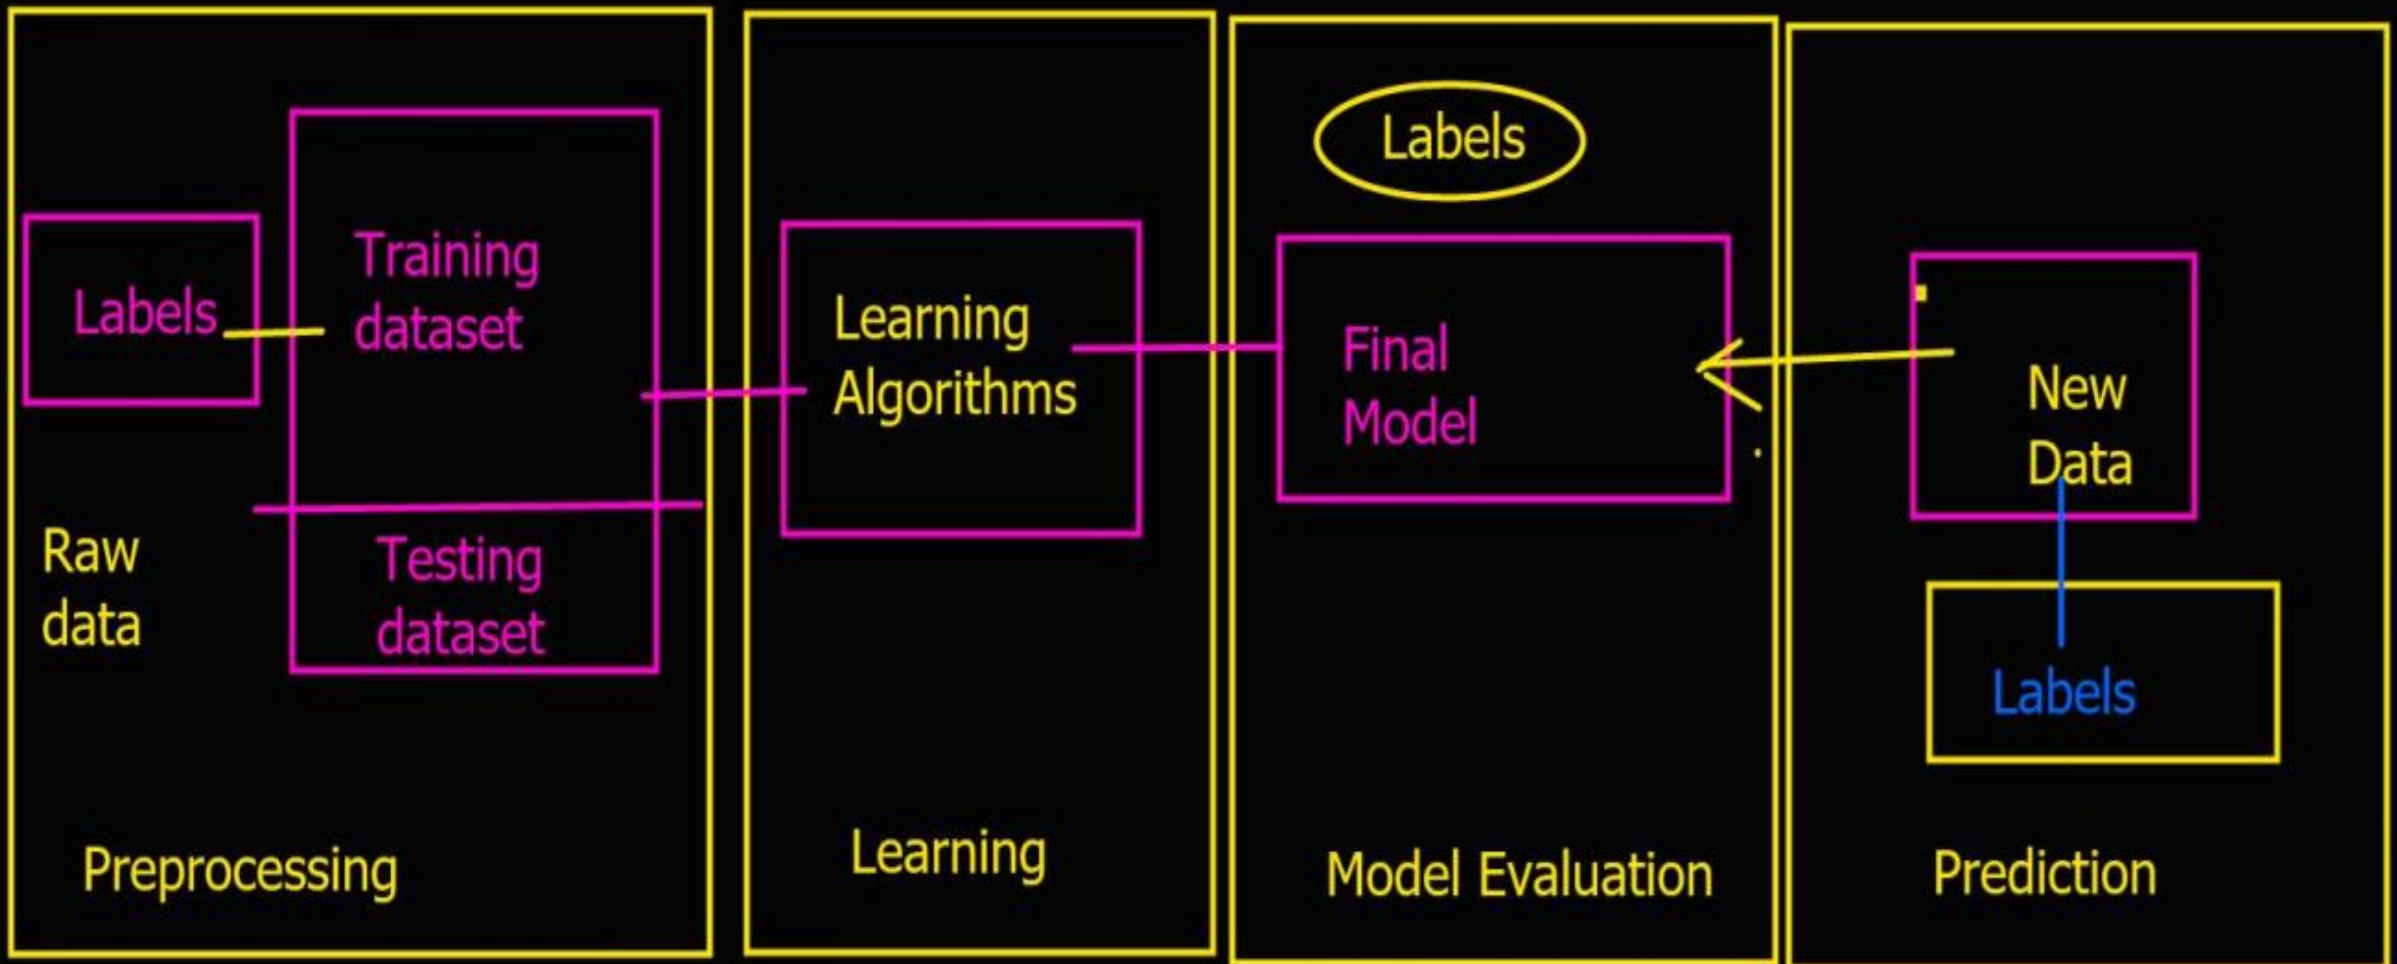 Labels
Training
dataset
Raw
data
Testing
dataset
Preprocessing
Learning
Algorithms
Learning
Labels
Final
Model
Model Evaluation
New
Data
Labels
Prediction